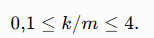 0,1 ≤ k/m ≤ 4.